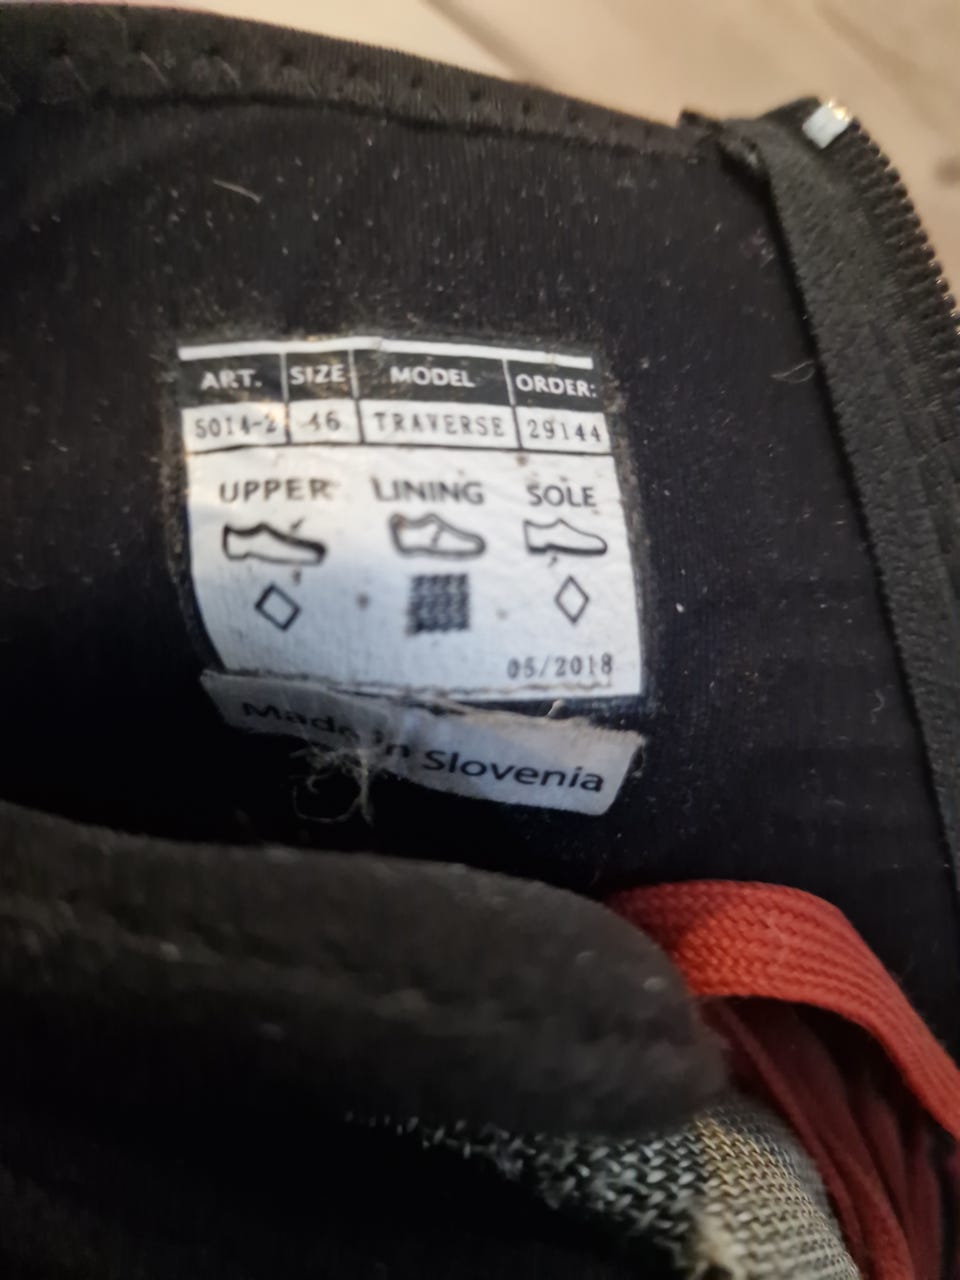 ART. SIZE MODEL ORDER:
5014-2 46 TRAVERSE 29144
UPPER LINING SOLE
05/2018
Made in Slovenia